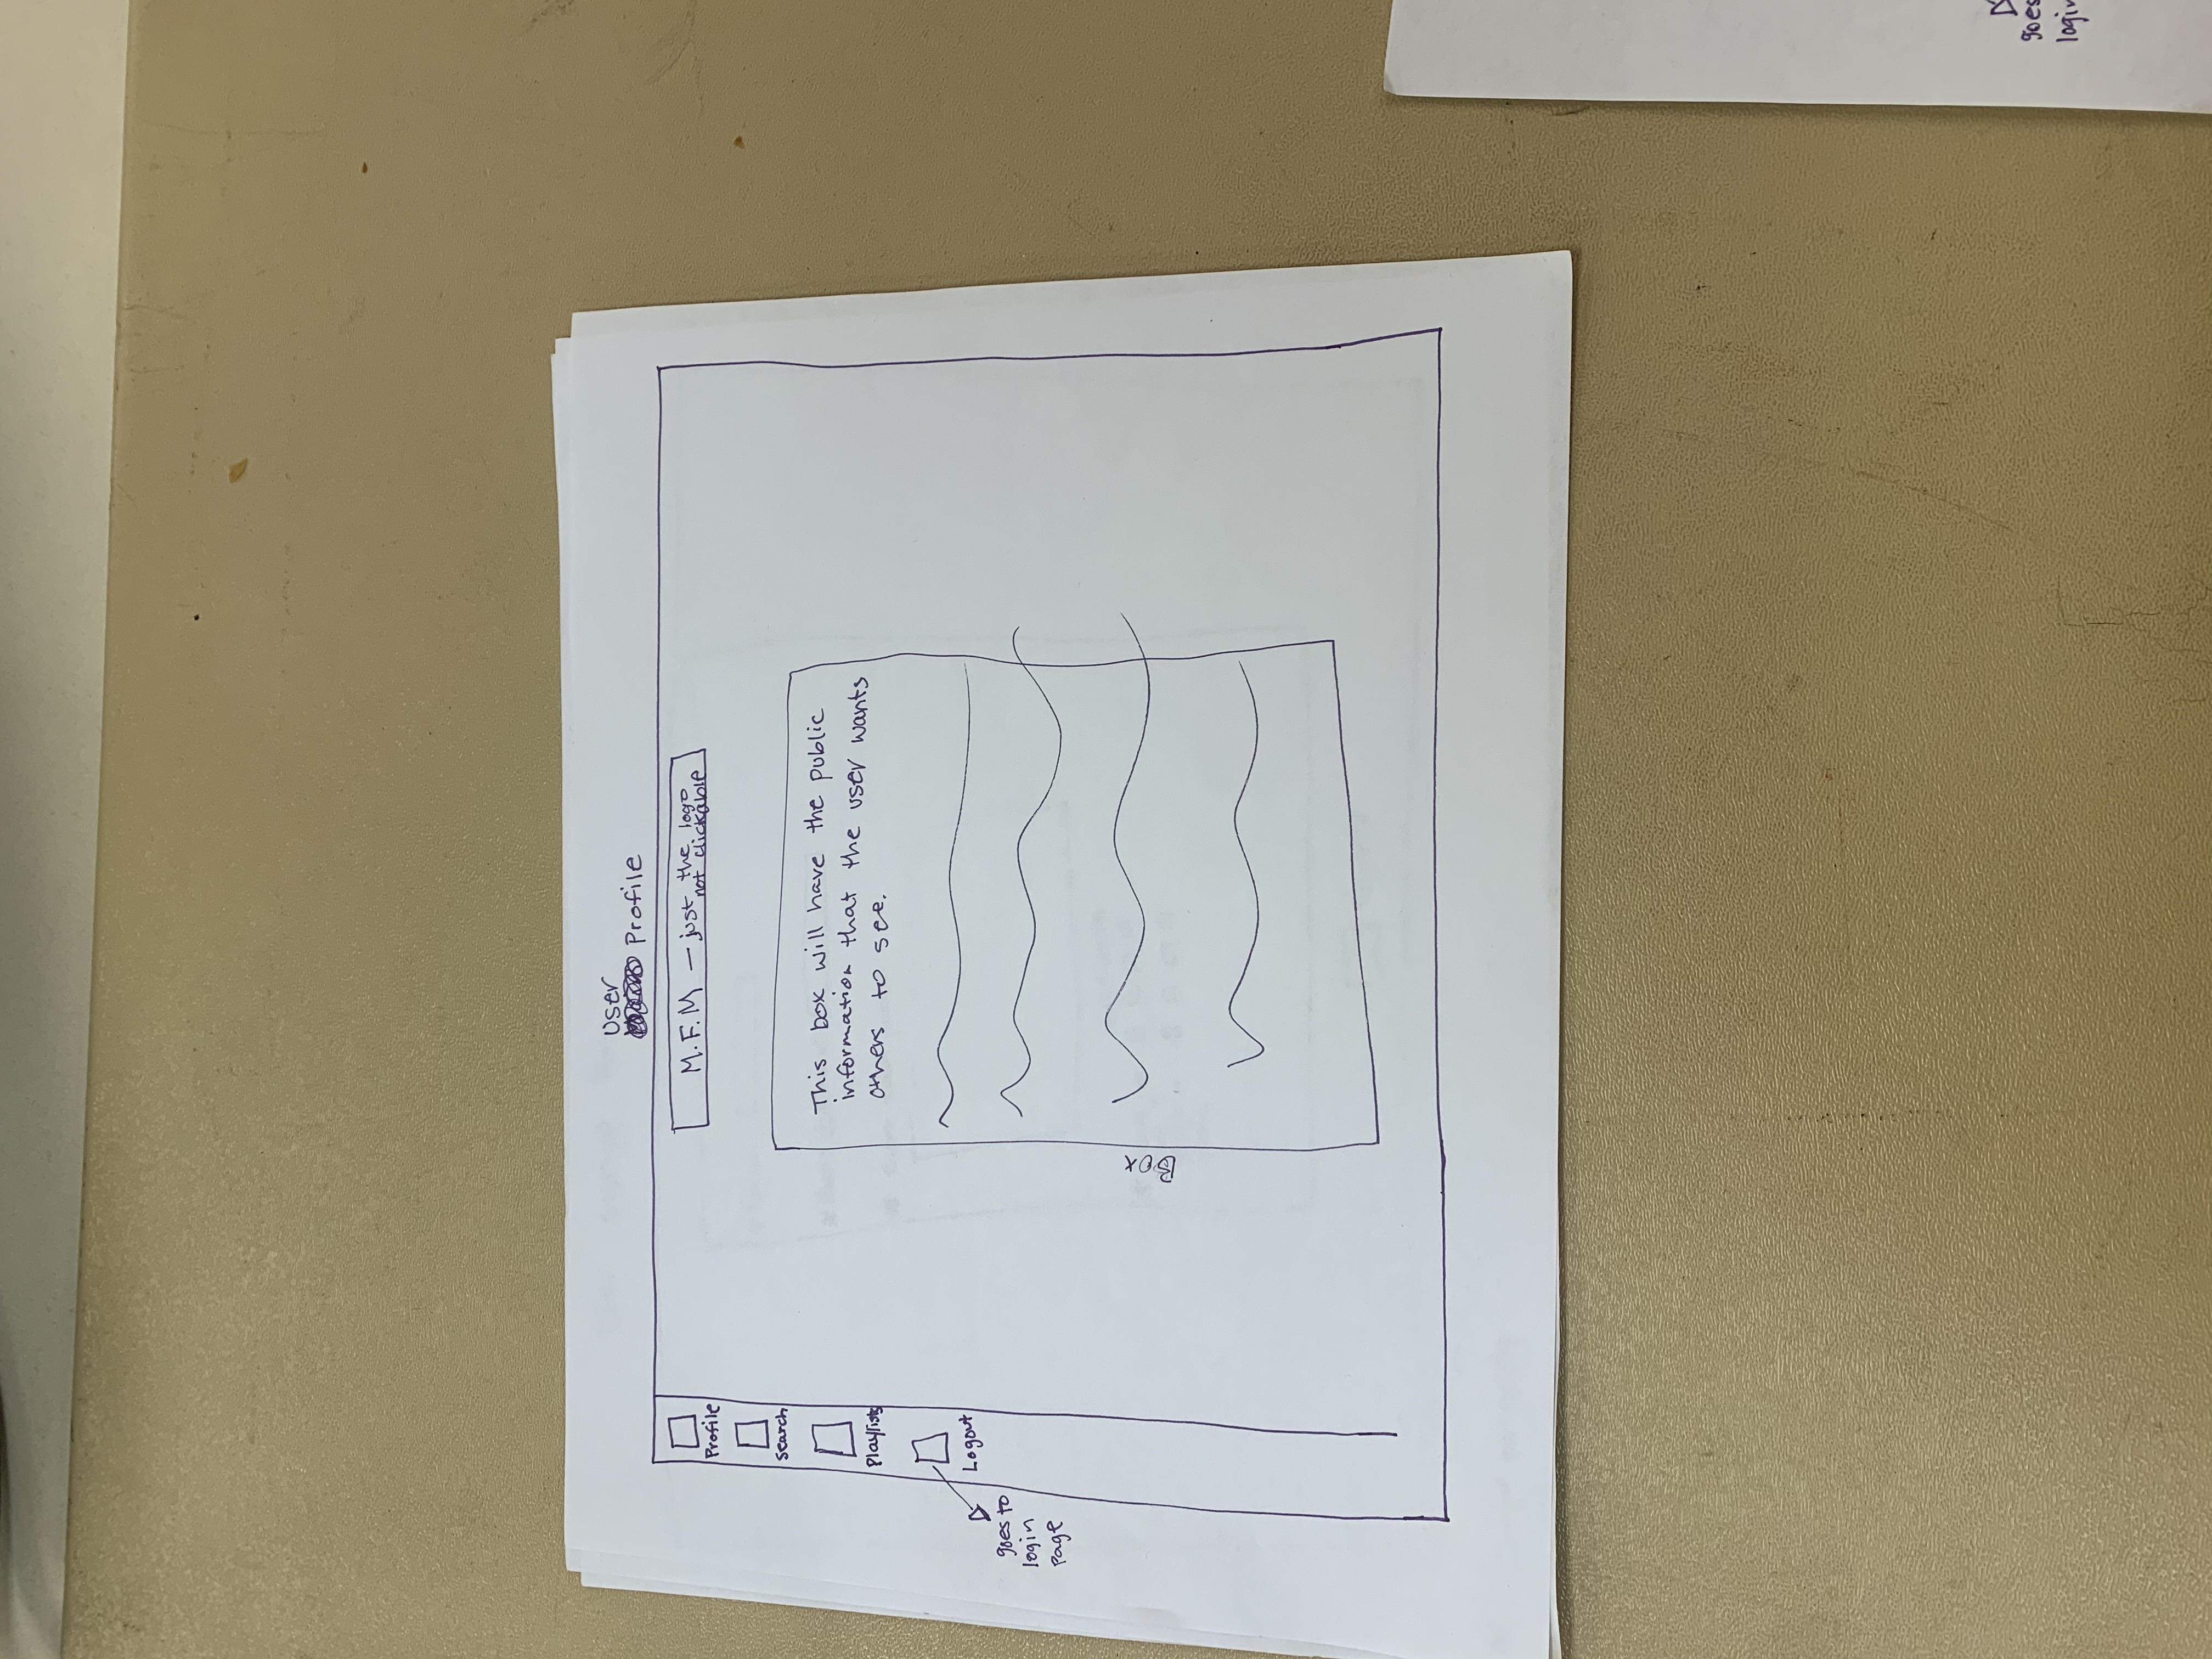 User
Profile
M.F.M – just the logo
not clickable
Profile
Search
Playlists
Logout
goes to
login
page
This box will have the public
information that the user wants
others to see.
Box
goes
login